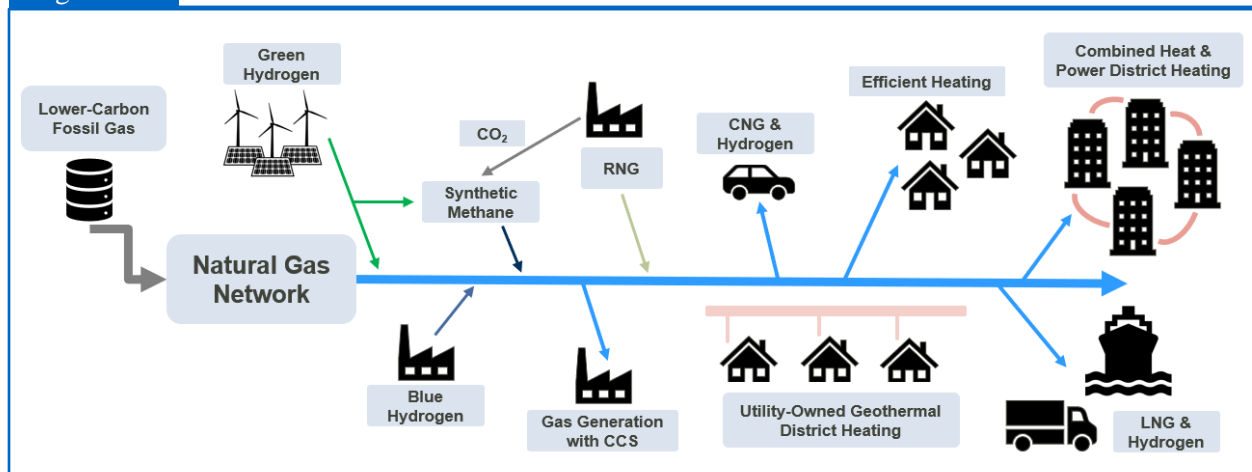 Green
Hydrogen
Lower-Carbon
Fossil Gas
CO₂
RNG
Synthetic
Methane
CNG &
Hydrogen
Efficient Heating
Combined Heat &
Power District Heating
Natural Gas
Network
Blue
Hydrogen
Gas Generation
with CCS
Utility-Owned Geothermal
District Heating
LNG &
Hydrogen